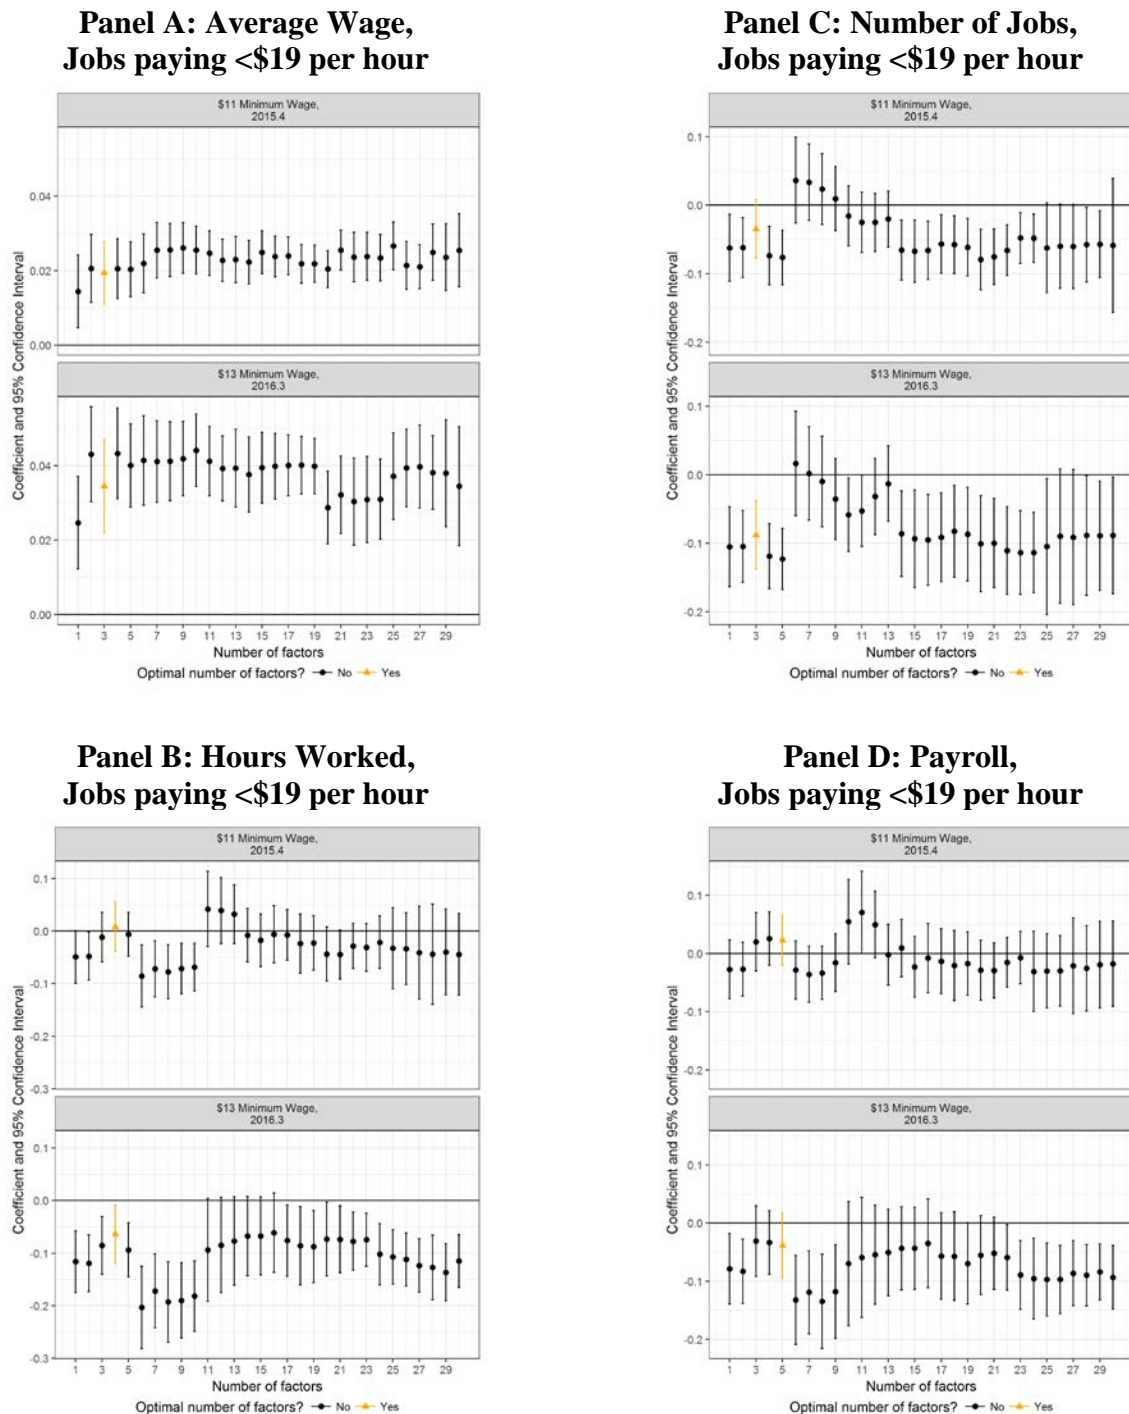 Panel A: Average Wage,
Jobs paying <$19 per hour
$11 Minimum Wage,
2015.4
0.04
0.02
0.00
$13 Minimum Wage,
2016.3
0.04
0.02
0.00
Coefficient and 95% Confidence Interval
1 3 5 7 9 11 13 15 17 19 21 23 25 27 29
Number of factors
Optimal number of factors? No Yes
Panel C: Number of Jobs,
Jobs paying <$19 per hour
$11 Minimum Wage,
2015.4
0.1
0.0
-0.1
-0.2
$13 Minimum Wage,
2016.3
0.1
0.0
-0.1
-0.2
Coefficient and 95% Confidence Interval
1 3 5 7 9 11 13 15 17 19 21 23 25 27 29
Number of factors
Optimal number of factors? No Yes
Panel B: Hours Worked,
Jobs paying <$19 per hour
$11 Minimum Wage,
2015.4
0.1
0.0
-0.1
-0.2
-0.3
$13 Minimum Wage,
2016.3
0.1
0.0
-0.1
-0.2
-0.3
Coefficient and 95% Confidence Interval
1 3 5 7 9 11 13 15 17 19 21 23 25 27 29
Number of factors
Optimal number of factors? No Yes
Panel D: Payroll,
Jobs paying <$19 per hour
$11 Minimum Wage,
2015.4
0.1
0.0
-0.1
-0.2
$13 Minimum Wage,
2016.3
0.1
0.0
-0.1
-0.2
Coefficient and 95% Confidence Interval
1 3 5 7 9 11 13 15 17 19 21 23 25 27 29
Number of factors
Optimal number of factors? No Yes